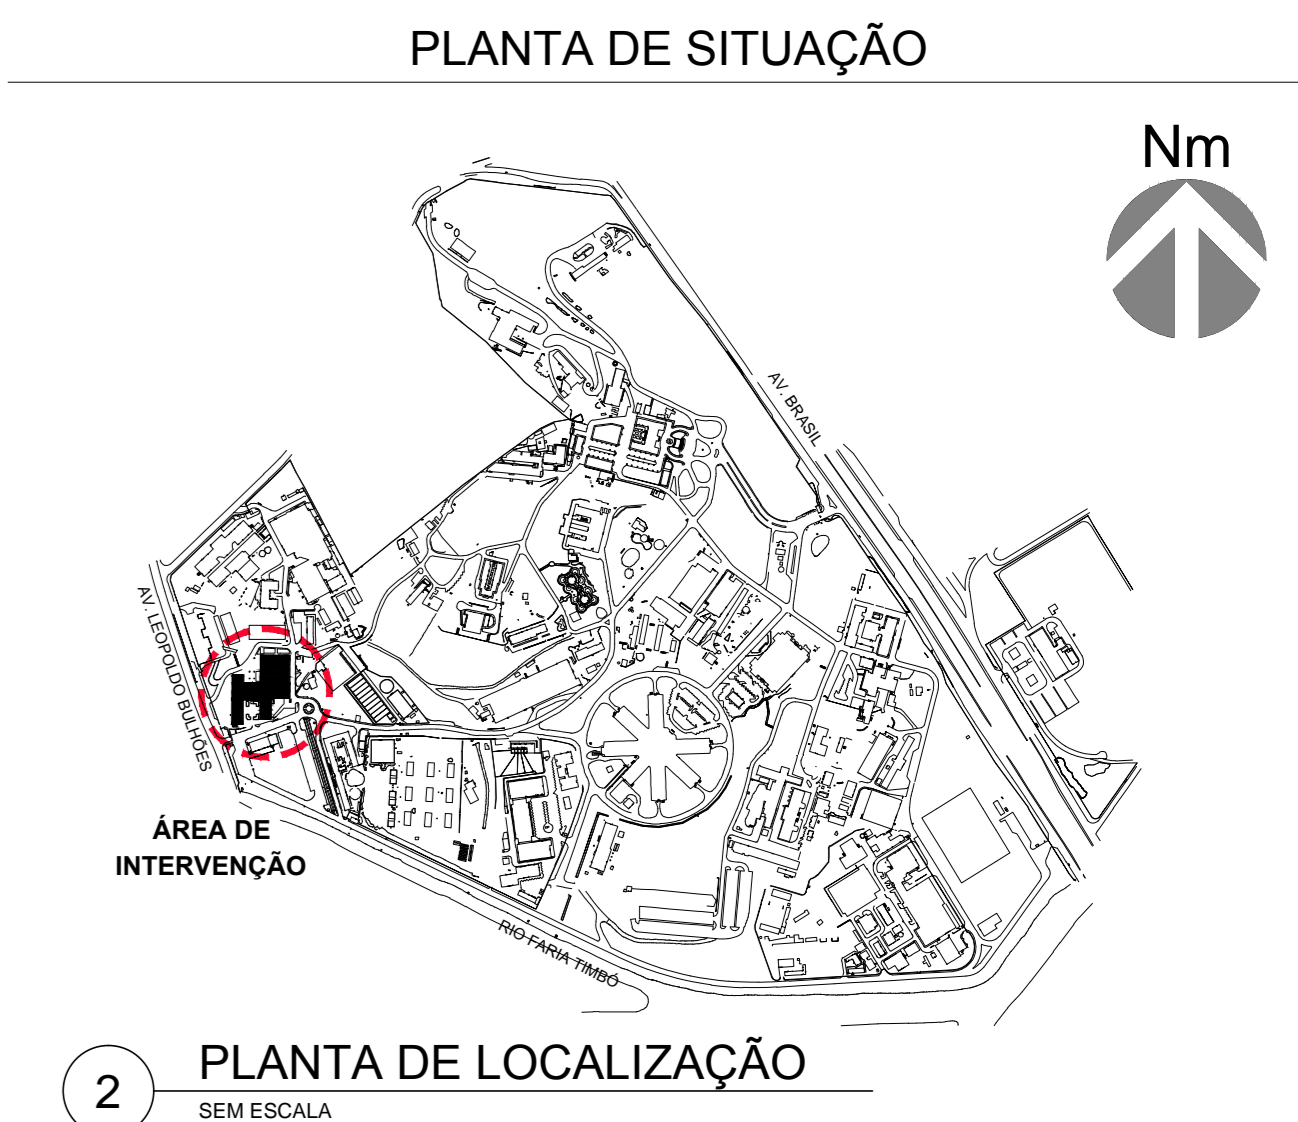 PLANTA DE SITUAÇÃO
Nm
AV. BRASIL
AV. LEOPOLDO BULHÕES
ÁREA DE
INTERVENÇÃO
RIO FARIA TIMBÓ
2
PLANTA DE LOCALIZAÇÃO
SEM ESCALA